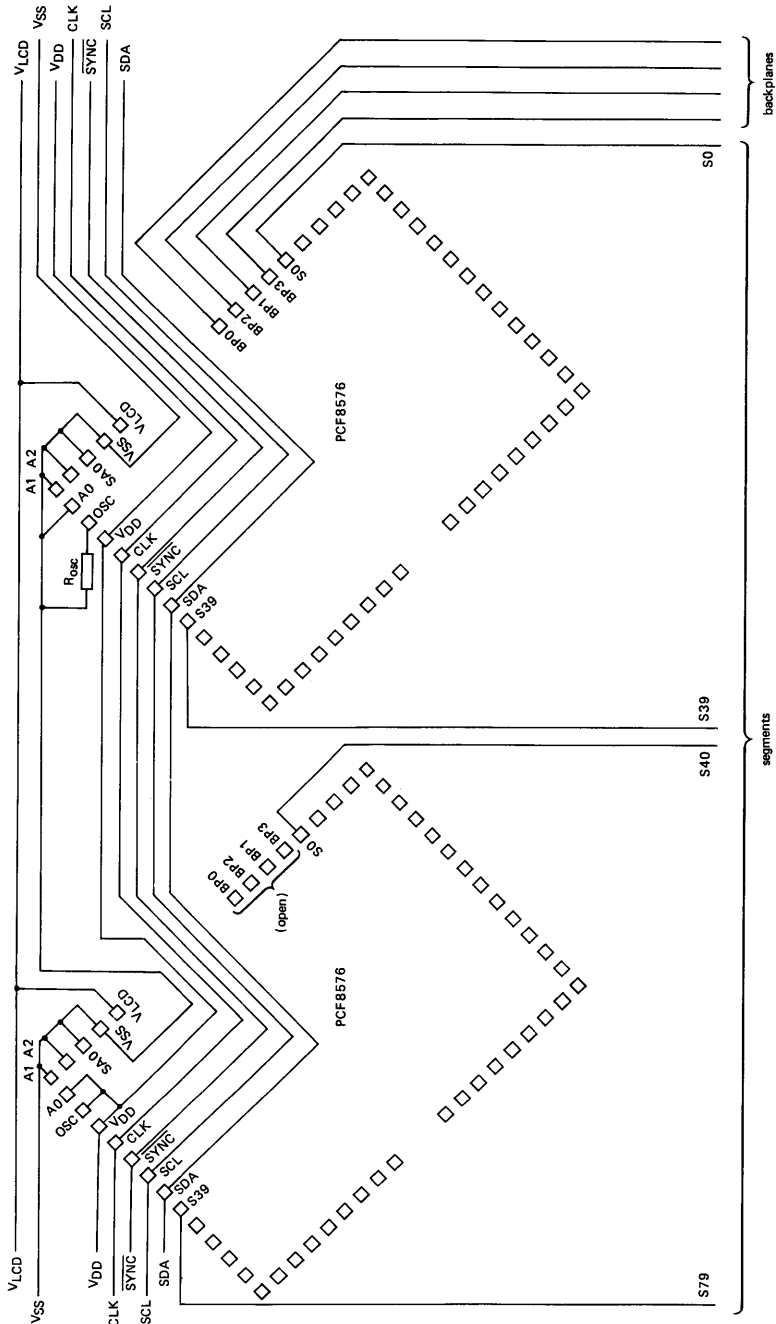 VLCD
VSS
VDD
CLK
SYNC
SCL
SDA
A1 A2
A0
OSC
SA0
VSS
VLCD
Rosc
VDD
CLK
SYNC
SCL
SDA
S39
BP0
BP2
BP1
BP3
S0
PCF8576
A1 A2
A0
OSC
SA0
VSS
VLCD
VDD
CLK
SYNC
SCL
SDA
S39
BP0
BP2
BP1
BP3
S0
(open)
PCF8576
VLCD
VSS
VDD
CLK
SYNC
SCL
SDA
S79
S40
S39
S0
segments
backplanes